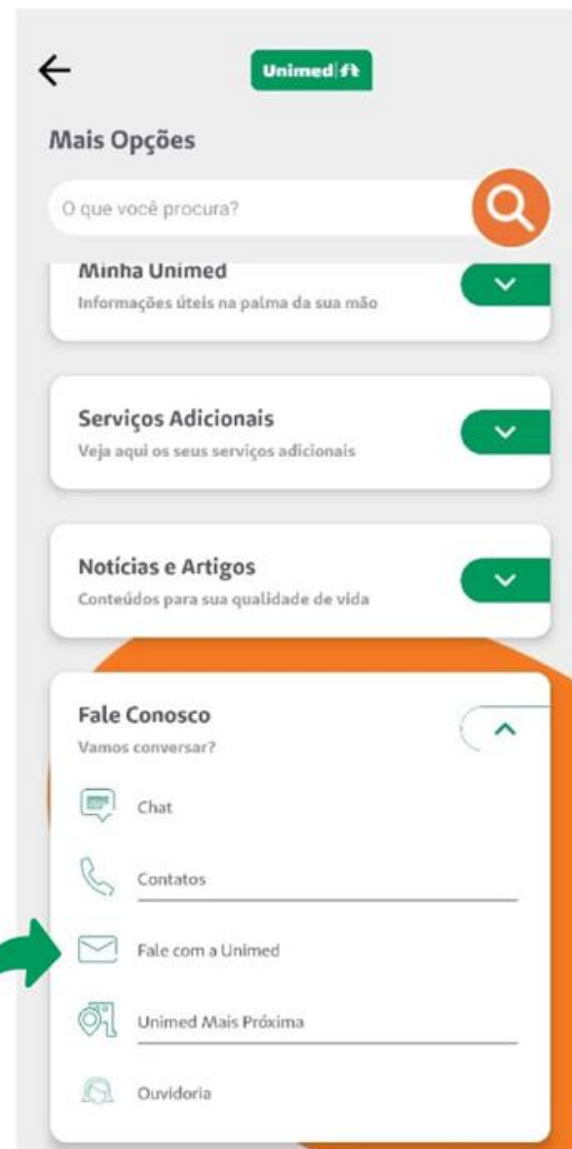 Unimed
Mais Opções
O que você procura?
Minha Unimed
Informações úteis na palma da sua mão
Serviços Adicionais
Veja aqui os seus serviços adicionais
Notícias e Artigos
Conteúdos para sua qualidade de vida
Fale Conosco
Vamos conversar?
Chat
Contatos
Fale com a Unimed
Unimed Mais Próxima
Ouvidoria